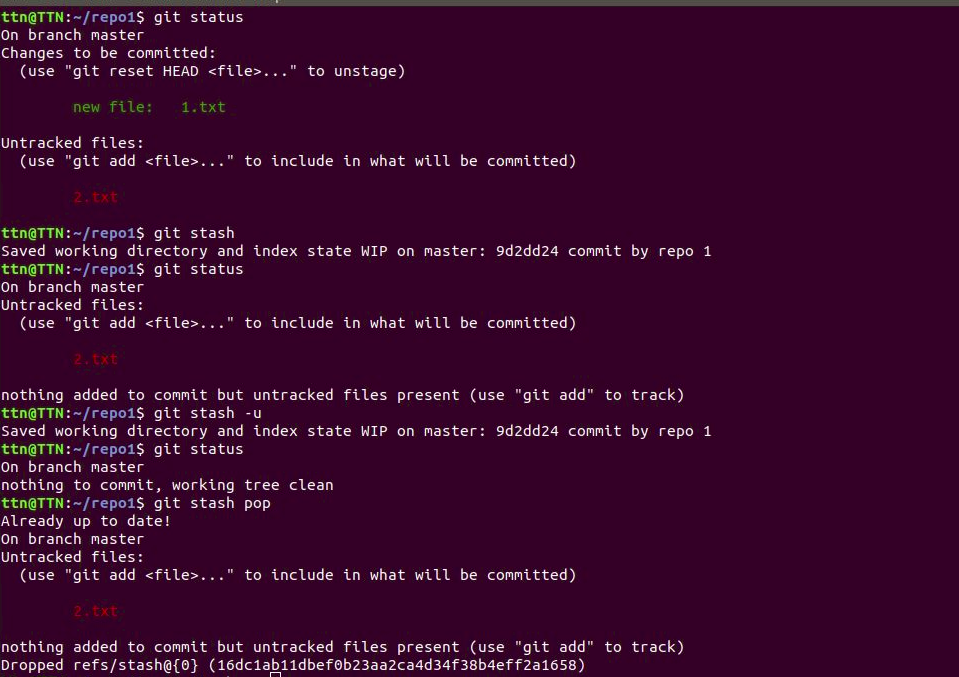 ttn@TTN:~/repo1$ git status
On branch master
Changes to be committed:
  (use "git reset HEAD <file>..." to unstage)
        new file:   1.txt
Untracked files:
  (use "git add <file>..." to include in what will be committed)
        2.txt
ttn@TTN:~/repo1$ git stash
Saved working directory and index state WIP on master: 9d2dd24 commit by repo 1
ttn@TTN:~/repo1$ git status
On branch master
Untracked files:
  (use "git add <file>..." to include in what will be committed)
        2.txt
nothing added to commit but untracked files present (use "git add" to track)
ttn@TTN:~/repo1$ git stash -u
Saved working directory and index state WIP on master: 9d2dd24 commit by repo 1
ttn@TTN:~/repo1$ git status
On branch master
nothing to commit, working tree clean
ttn@TTN:~/repo1$ git stash pop
Already up to date!
On branch master
Untracked files:
  (use "git add <file>..." to include in what will be committed)
        2.txt
nothing added to commit but untracked files present (use "git add" to track)
Dropped refs/stash@{0} (16dc1ab11dbef0b23aa2ca4d34f38b4eff2a1658)